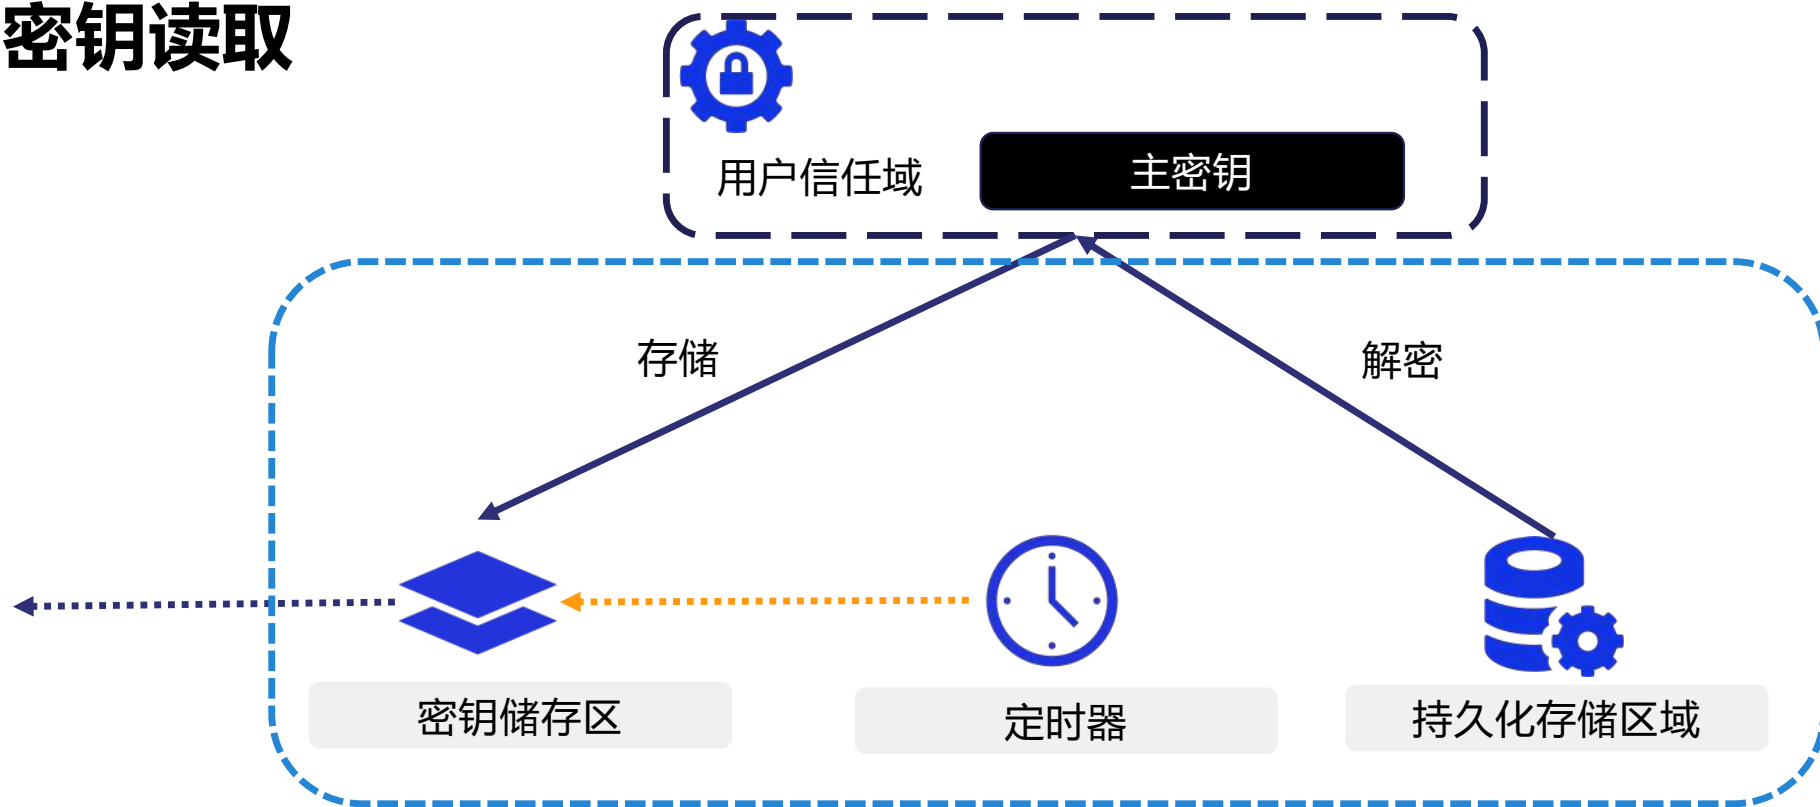 密钥读取
用户信任域
主密钥
存储
解密
密钥储存区
定时器
持久化存储区域